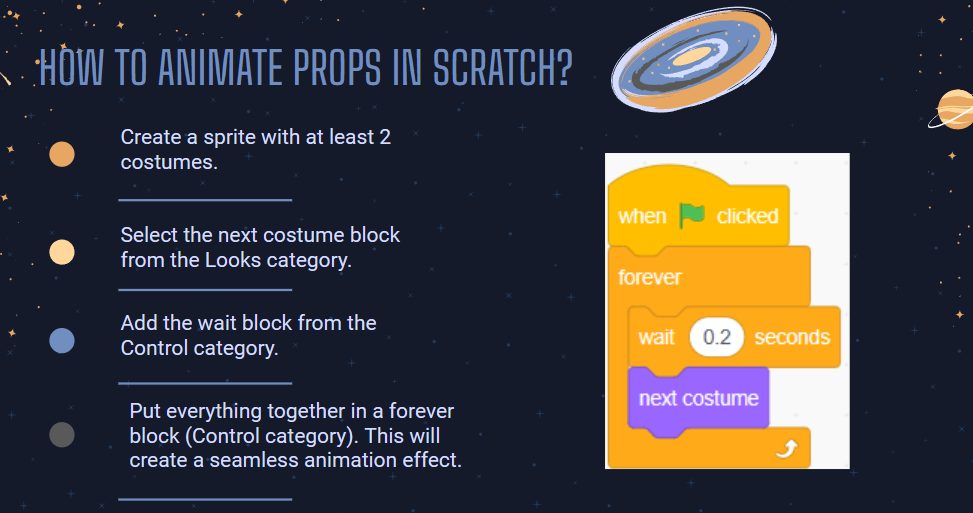 HOW TO ANIMATE PROPS IN SCRATCH?
Create a sprite with at least 2
costumes.
Select the next costume block
from the Looks category.
Add the wait block from the
Control category.
Put everything together in a forever
block (Control category). This will
create a seamless animation effect.
when clicked
forever
wait 0.2 seconds
next costume